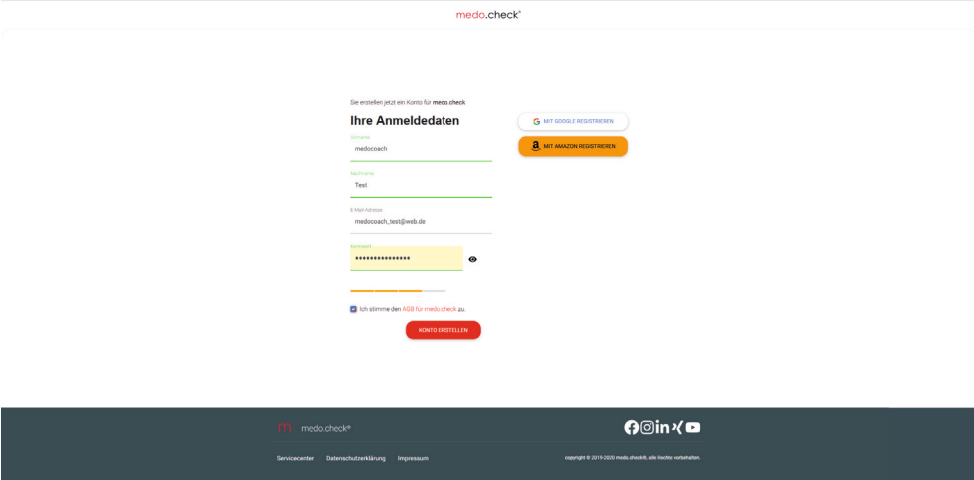 medo.check®
Sie erstellen jetzt ein Konto für medo.check
Ihre Anmeldedaten
Vorname
medocoach
Nachname
Test
E-Mail-Adresse
medocoach_test@web.de
Kennwort
***************
Ich stimme den AGB für medo.check zu.
KONTO ERSTELLEN
MIT GOOGLE REGISTRIEREN
MIT AMAZON REGISTRIEREN
m medo.check®
Servicecenter Datenschutzerklärung Impressum
copyright © 2019-2020 medo.check®, alle Rechte vorbehalten.